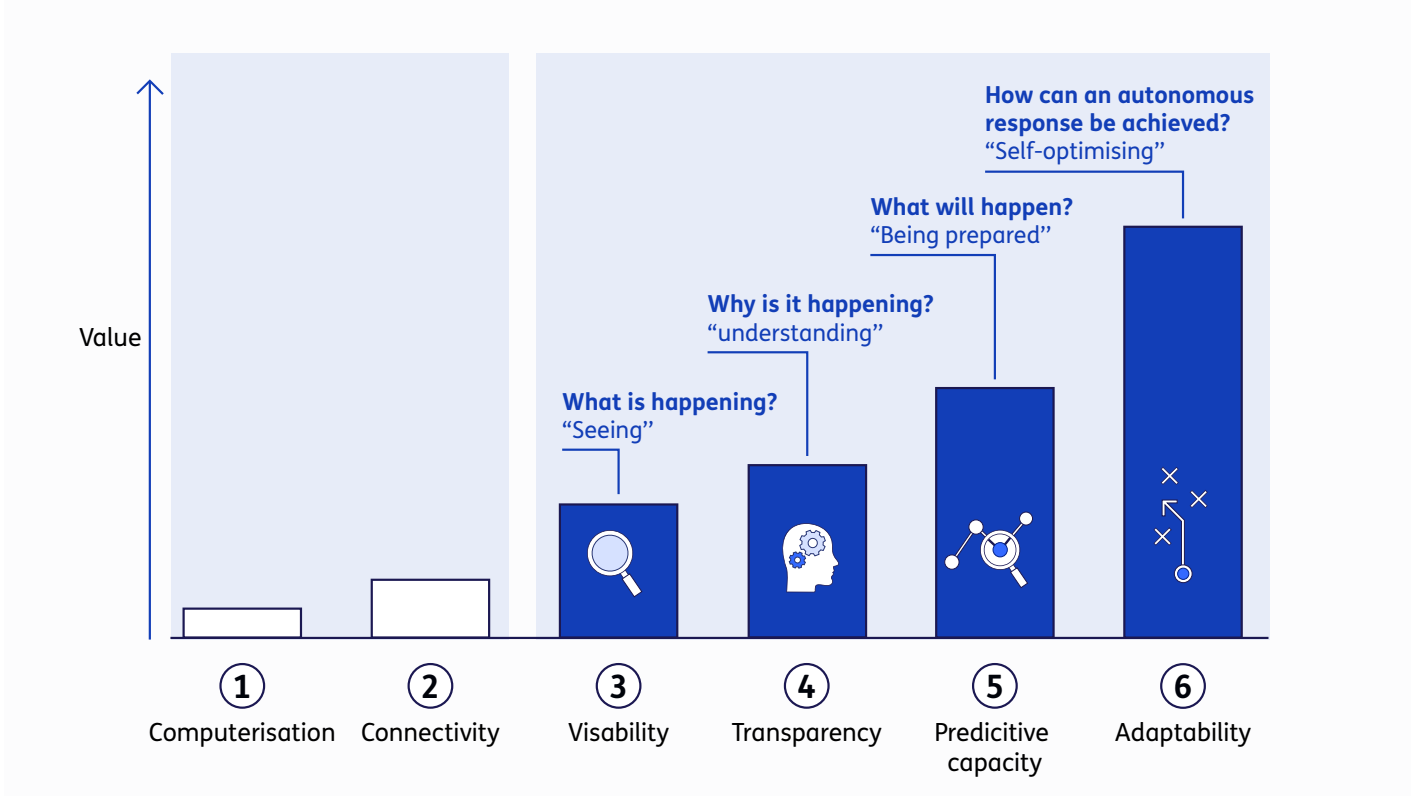 How can an autonomous
response be achieved?
“Self-optimising”
What will happen?
“Being prepared”
Why is it happening?
“understanding”
What is happening?
“Seeing”
Value
1
Computerisation
2
Connectivity
3
Visability
4
Transparency
5
Predicitive
capacity
6
Adaptability